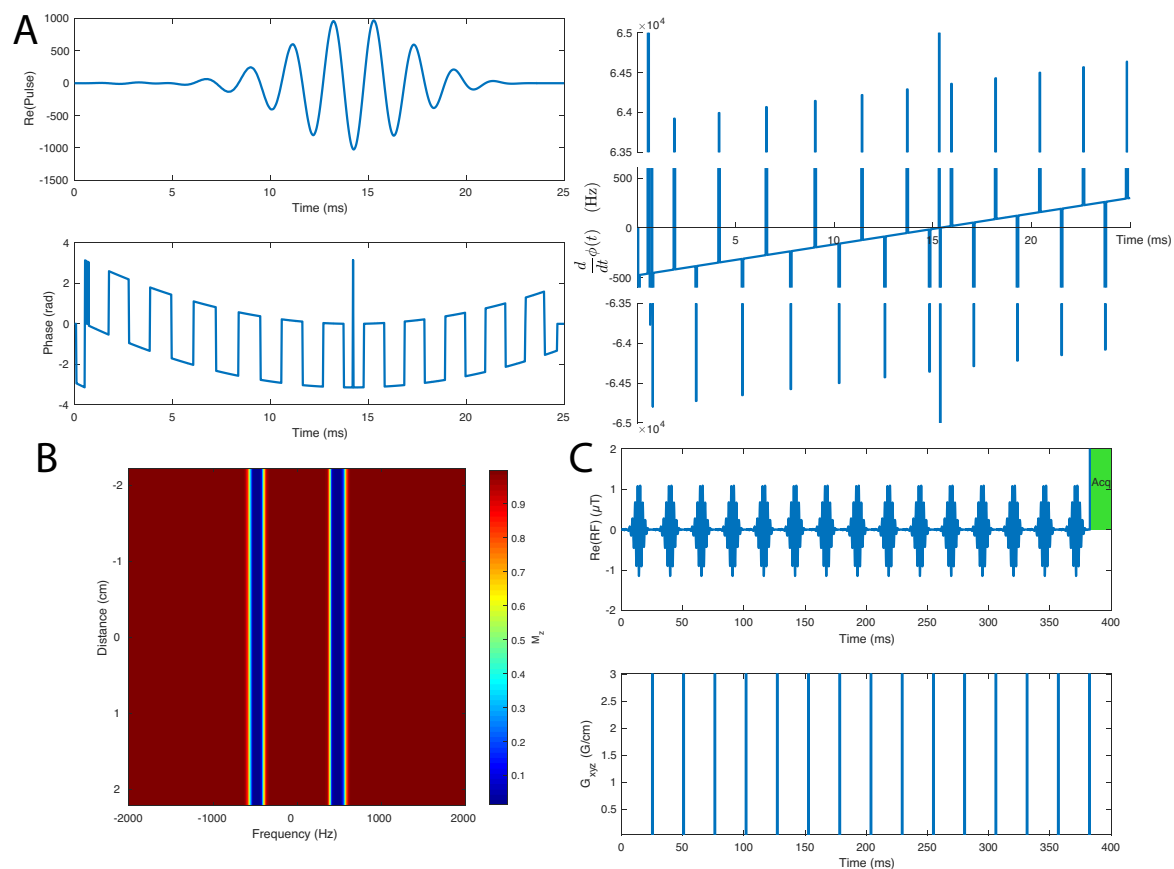 A
Re(Pulse)
1000
500
0
-500
-1000
-1500
0 5 10 15 20 25
Time (ms)
Phase (rad)
4
2
0
-2
-4
0 5 10 15 20 25
Time (ms)
×10⁴
6.5
6.45
6.4
6.35
d/dt ϕ(t) (Hz)
500
0
-500
5 10 15 20 Time (ms)
-6.35
-6.4
-6.45
-6.5
×10⁴
B
Distance (cm)
-2
-1
0
1
2
-2000 -1000 0 1000 2000
Frequency (Hz)
0.9
0.8
0.7
0.6
0.5
0.4
0.3
0.2
0.1
M_z
C
Re(RF) (μT)
2
1
0
-1
-2
Acq
0 50 100 150 200 250 300 350 400
Time (ms)
G_xyz (G/cm)
3
2.5
2
1.5
1
0.5
0 50 100 150 200 250 300 350 400
Time (ms)